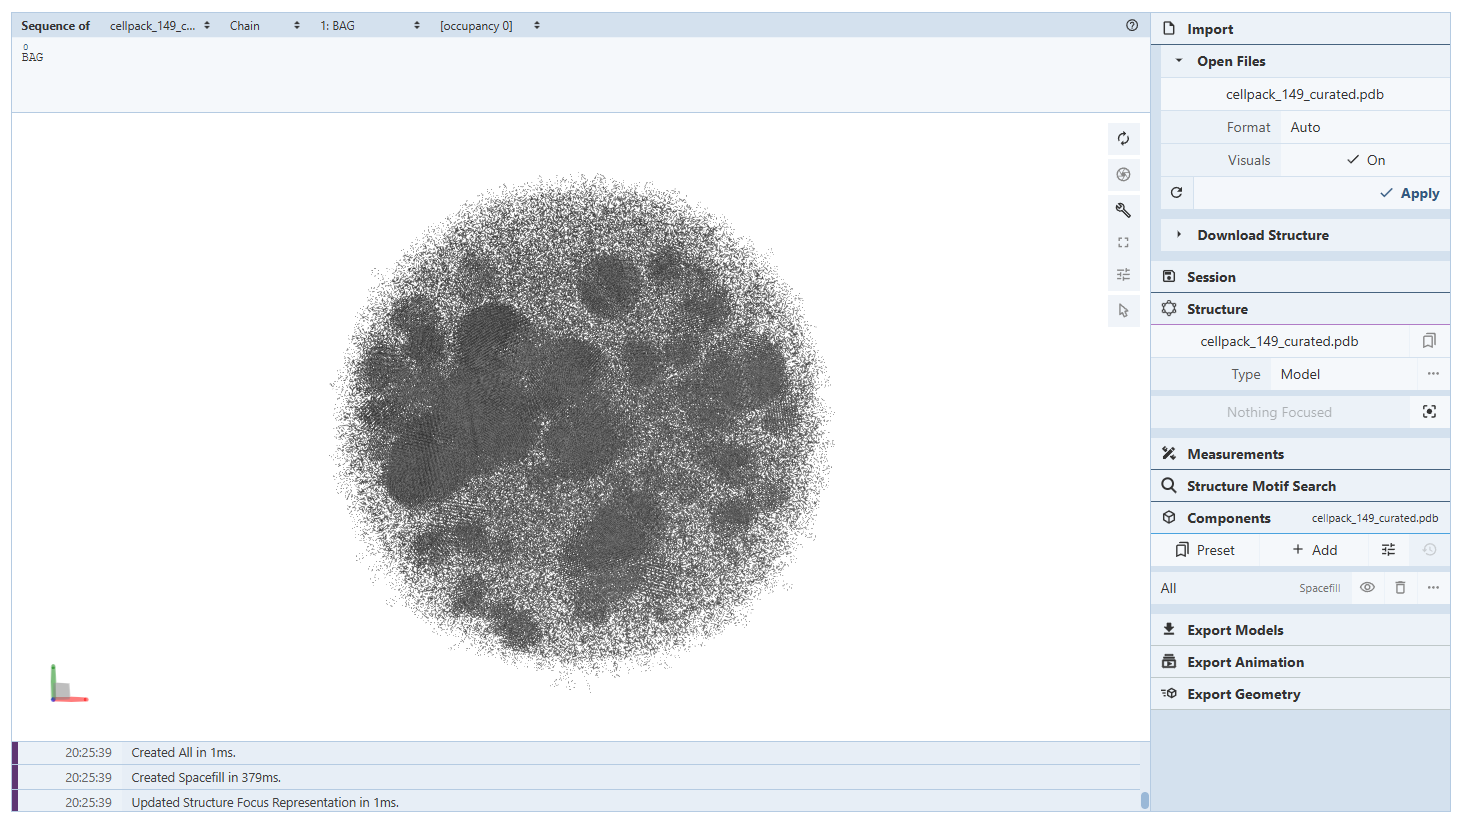 Sequence of cellpack_149_c... Chain 1: BAG [occupancy 0]
0
BAG
Import
Open Files
cellpack_149_curated.pdb
Format Auto
Visuals On
Apply
Download Structure
Session
Structure
cellpack_149_curated.pdb
Type Model
Nothing Focused
Measurements
Structure Motif Search
Components cellpack_149_curated.pdb
Preset + Add
All Spacefill
Export Models
Export Animation
Export Geometry
20:25:39 Created All in 1ms.
20:25:39 Created Spacefill in 379ms.
20:25:39 Updated Structure Focus Representation in 1ms.